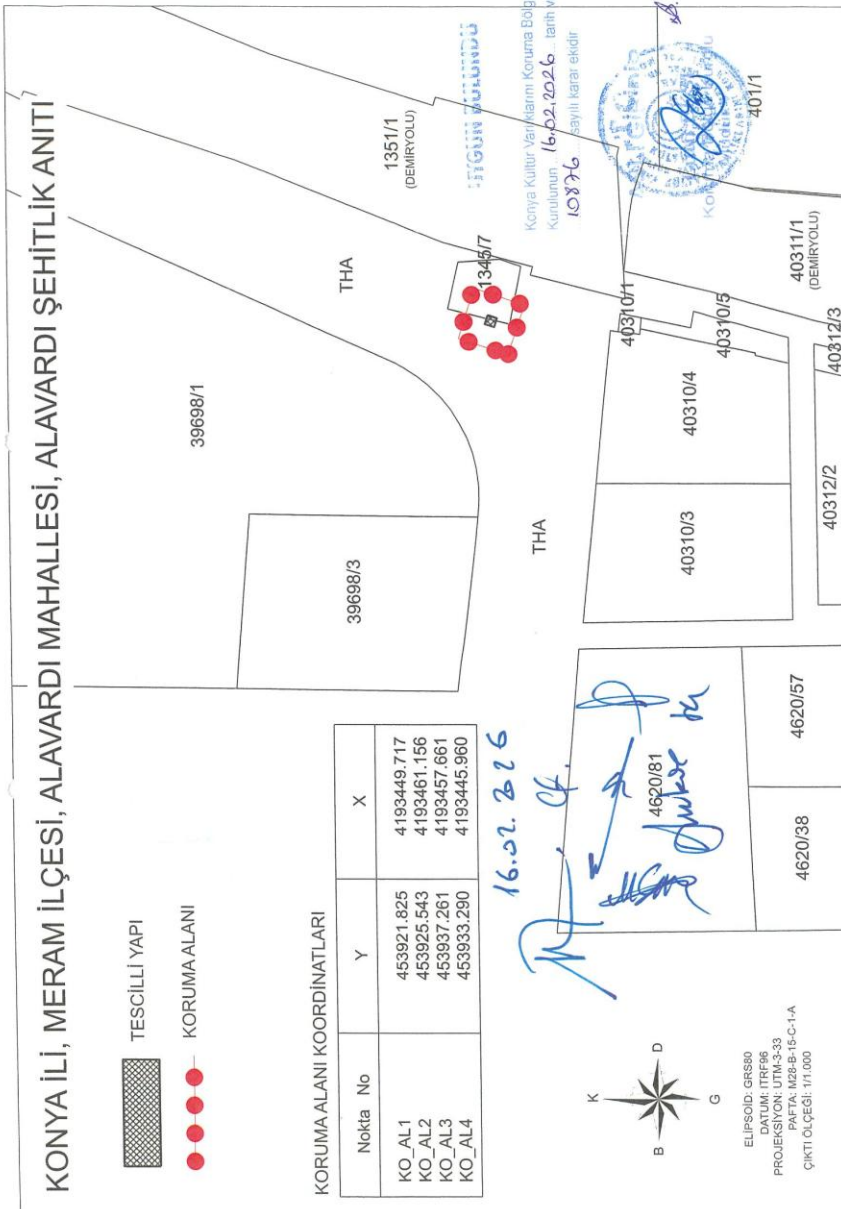 KONYA İLİ, MERAM İLÇESİ, ALAVARDI MAHALLESİ, ALAVARDI ŞEHİTLİK ANITI
TESCİLLİ YAPI
KORUMA ALANI
KORUMA ALANI KOORDİNATLARI
Nokta No Y X
KO_AL1 453921.825 4193449.717
KO_AL2 453925.543 4193461.156
KO_AL3 453937.261 4193457.661
KO_AL4 453933.290 4193445.960
16.02.2026
K
B D
G
ELİPSOİD: GRS80
DATUM: ITRF96
PROJEKSİYON: UTM-3-33
PAFTA: M28-B-15-C-1-A
ÇIKTI ÖLÇEĞİ: 1/1.000
39698/1
39698/3
THA
THA
1351/1
(DEMİRYOLU)
1345/7
UYGUN BULUNDU
Konya Kültür Varlıklarını Koruma Bölg
Kurulunun 16.02.2026 tarih v
10876 sayılı karar ekidir
401/1
40310/1
40311/1
(DEMİRYOLU)
40310/5
40310/4
40310/3
40312/3
40312/2
4620/81
4620/57
4620/38